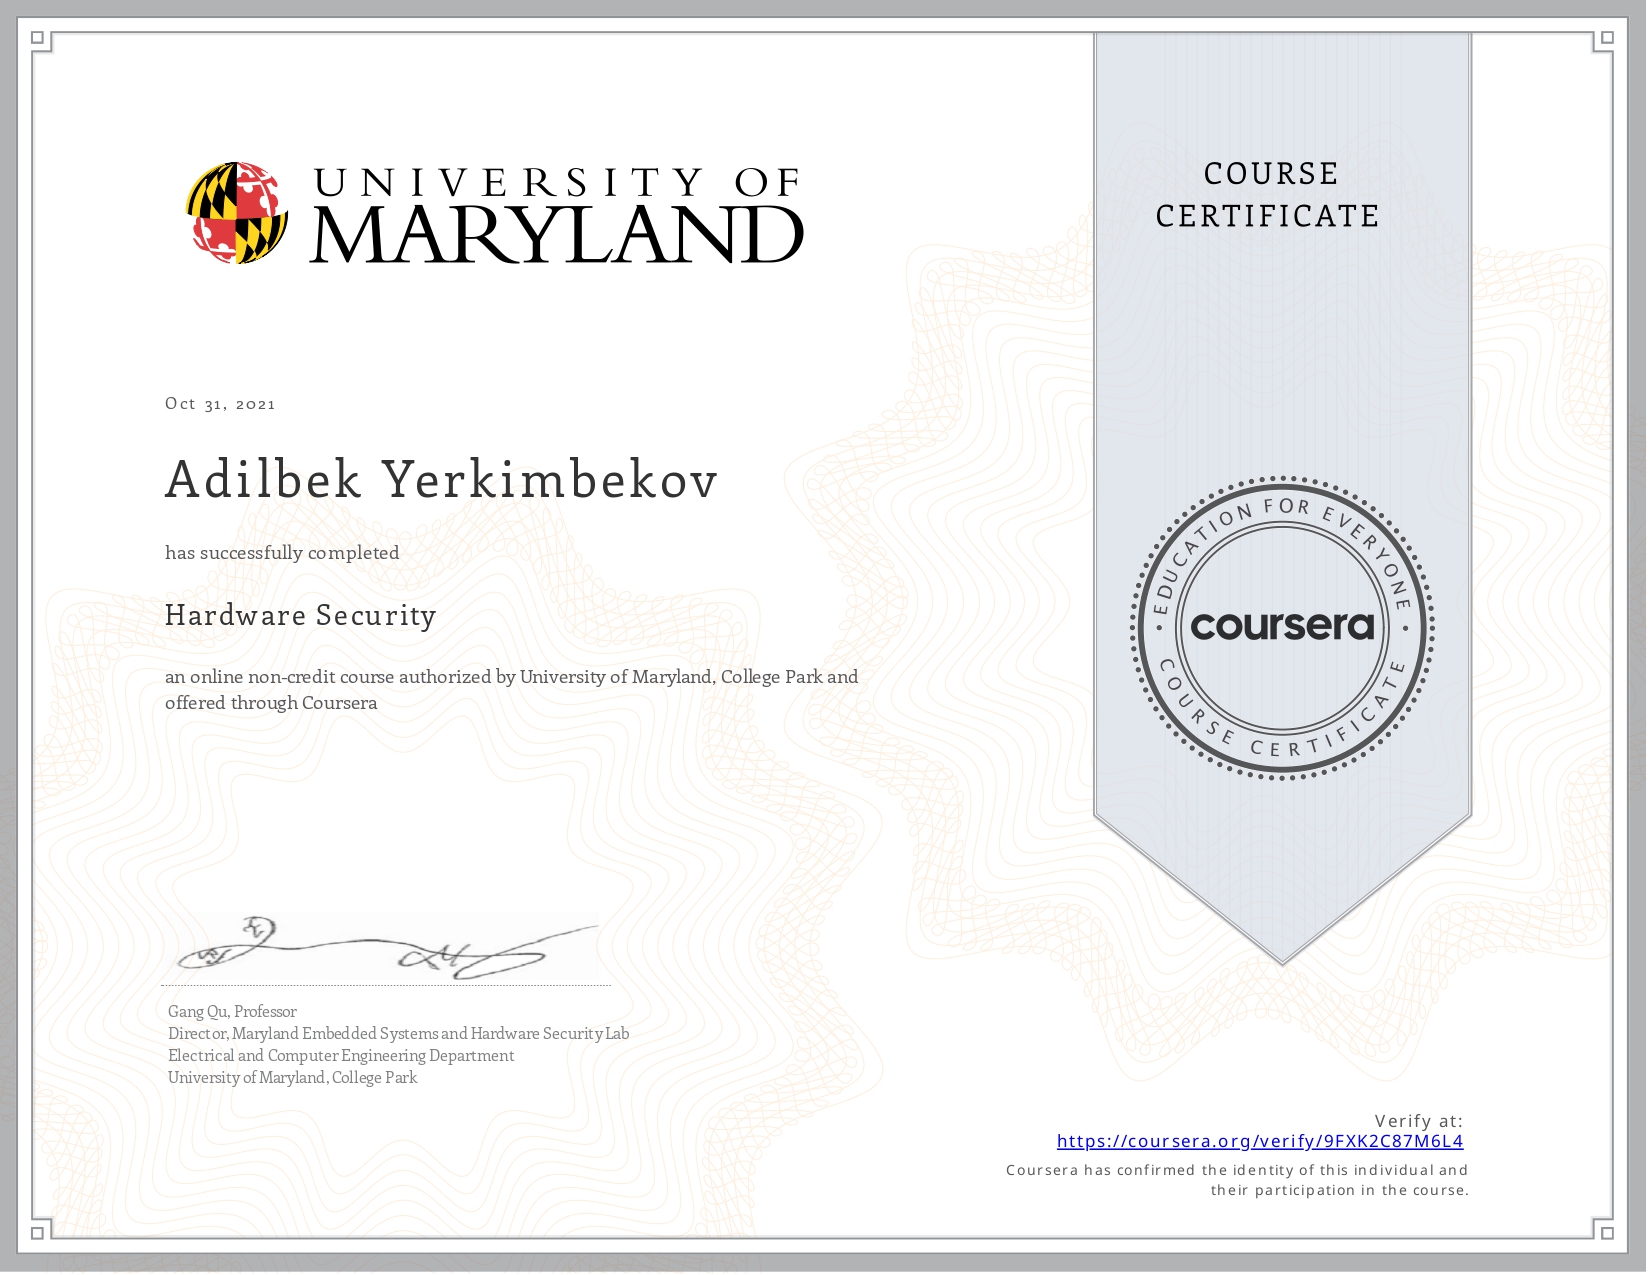 UNIVERSITY OF
MARYLAND
COURSE
CERTIFICATE
Oct 31, 2021
Adilbek Yerkimbekov
has successfully completed
Hardware Security
an online non-credit course authorized by University of Maryland, College Park and
offered through Coursera
EDUCATION FOR EVERYONE
coursera
COURSE CERTIFICATE
Gang Qu, Professor
Director, Maryland Embedded Systems and Hardware Security Lab
Electrical and Computer Engineering Department
University of Maryland, College Park
Verify at:
https://coursera.org/verify/9FXK2C87M6L4
Coursera has confirmed the identity of this individual and
their participation in the course.